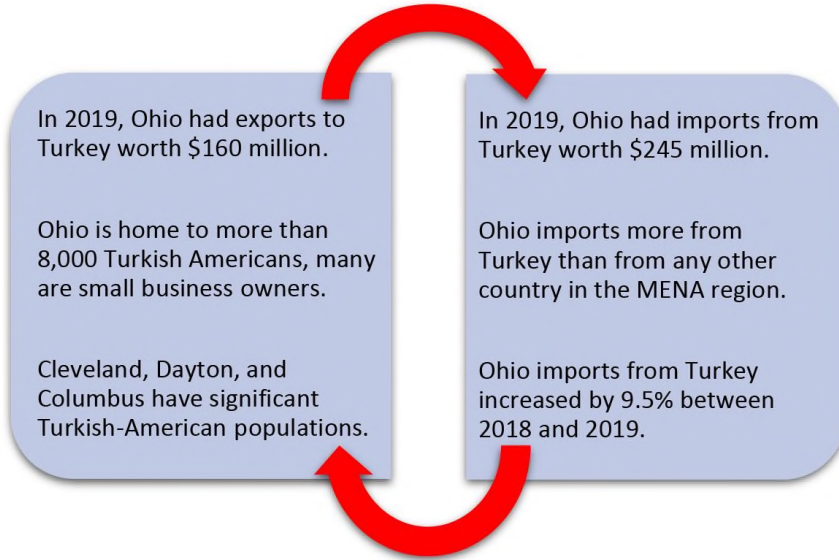 In 2019, Ohio had exports to
Turkey worth $160 million.
Ohio is home to more than
8,000 Turkish Americans, many
are small business owners.
Cleveland, Dayton, and
Columbus have significant
Turkish-American populations.
In 2019, Ohio had imports from
Turkey worth $245 million.
Ohio imports more from
Turkey than from any other
country in the MENA region.
Ohio imports from Turkey
increased by 9.5% between
2018 and 2019.